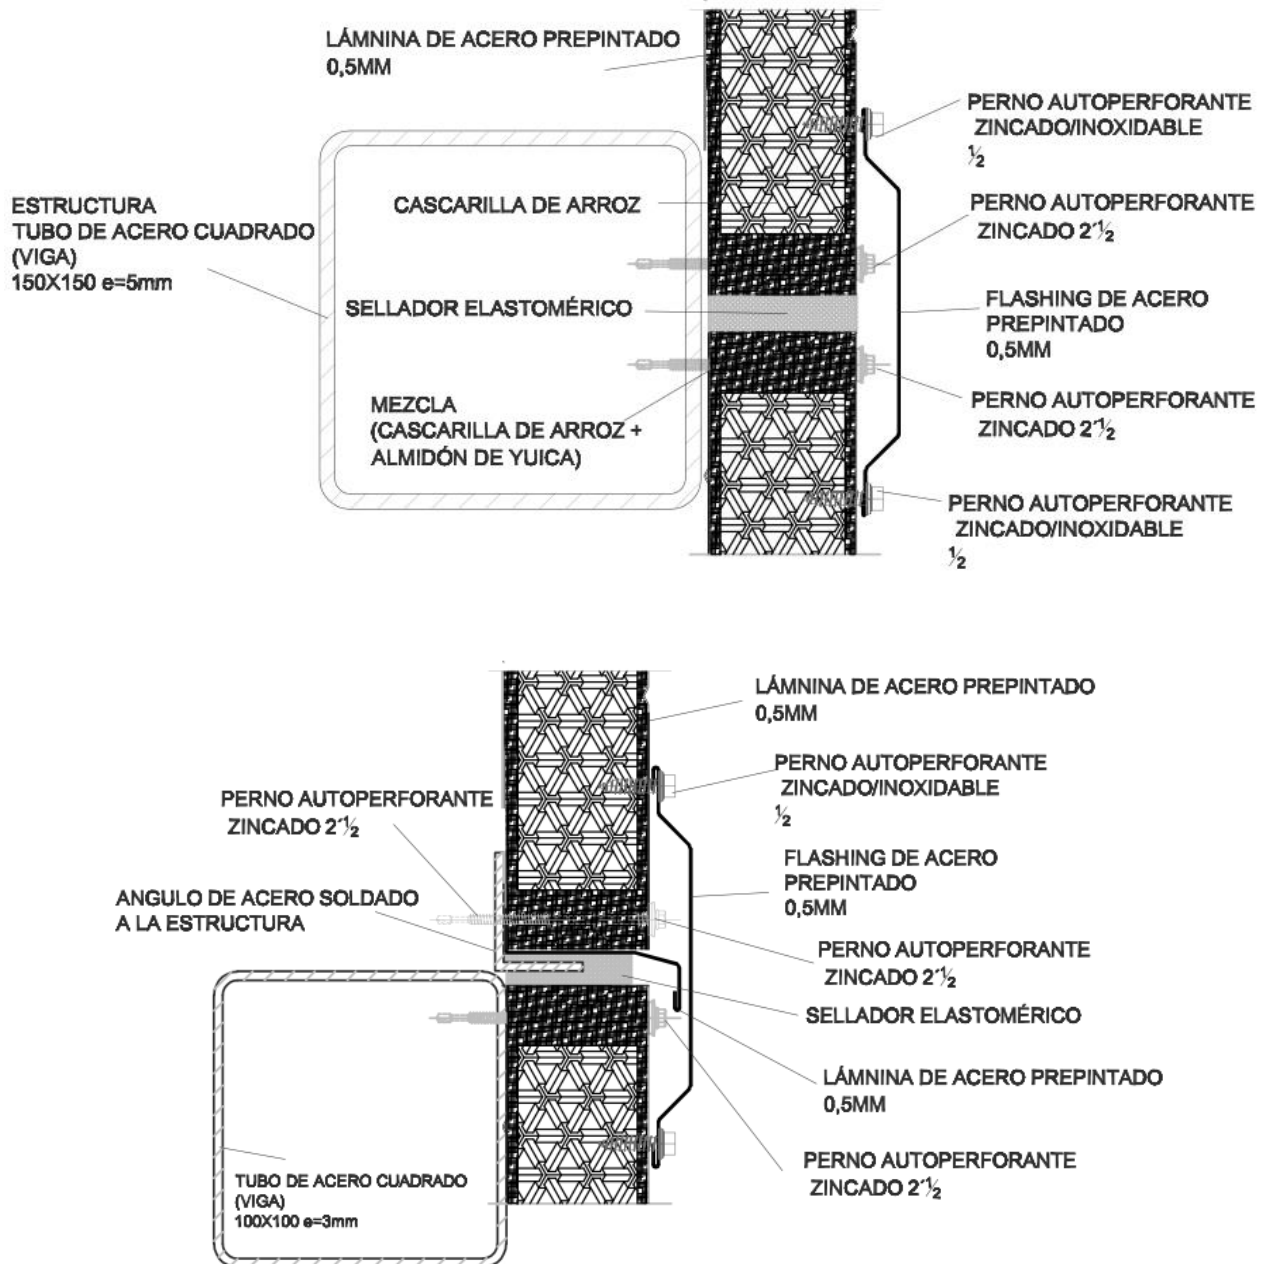 LÁMNINA DE ACERO PREPINTADO
0,5MM
PERNO AUTOPERFORANTE
ZINCADO/INOXIDABLE
½
ESTRUCTURA
TUBO DE ACERO CUADRADO
(VIGA)
150X150 e=5mm
CASCARILLA DE ARROZ
PERNO AUTOPERFORANTE
ZINCADO 2´½
SELLADOR ELASTOMÉRICO
FLASHING DE ACERO
PREPINTADO
0,5MM
MEZCLA
(CASCARILLA DE ARROZ +
ALMIDÓN DE YUICA)
PERNO AUTOPERFORANTE
ZINCADO 2´½
PERNO AUTOPERFORANTE
ZINCADO/INOXIDABLE
½
LÁMNINA DE ACERO PREPINTADO
0,5MM
PERNO AUTOPERFORANTE
ZINCADO/INOXIDABLE
½
PERNO AUTOPERFORANTE
ZINCADO 2´½
FLASHING DE ACERO
PREPINTADO
0,5MM
ANGULO DE ACERO SOLDADO
A LA ESTRUCTURA
PERNO AUTOPERFORANTE
ZINCADO 2´½
SELLADOR ELASTOMÉRICO
LÁMNINA DE ACERO PREPINTADO
0,5MM
PERNO AUTOPERFORANTE
ZINCADO 2´½
TUBO DE ACERO CUADRADO
(VIGA)
100X100 e=3mm